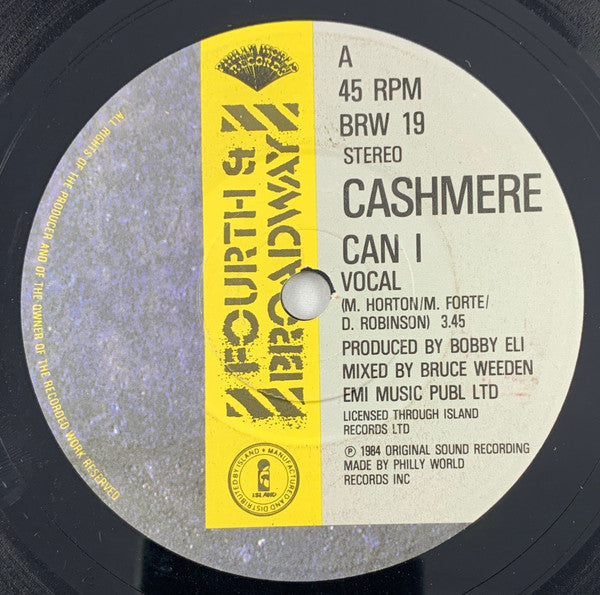 A
45 RPM
BRW 19
STEREO
CASHMERE
CAN I
VOCAL
(M. HORTON/M. FORTE/
D. ROBINSON) 3.45
PRODUCED BY BOBBY ELI
MIXED BY BRUCE WEEDEN
EMI MUSIC PUBL LTD
LICENSED THROUGH ISLAND
RECORDS LTD
℗ 1984 ORIGINAL SOUND RECORDING
MADE BY PHILLY WORLD
RECORDS INC
FOURTH &
BROADWAY
RECORDS
MANUFACTURED AND DISTRIBUTED BY ISLAND
ISLAND
ALL RIGHTS OF THE PRODUCER AND OF THE OWNER OF THE RECORDED WORK RESERVED